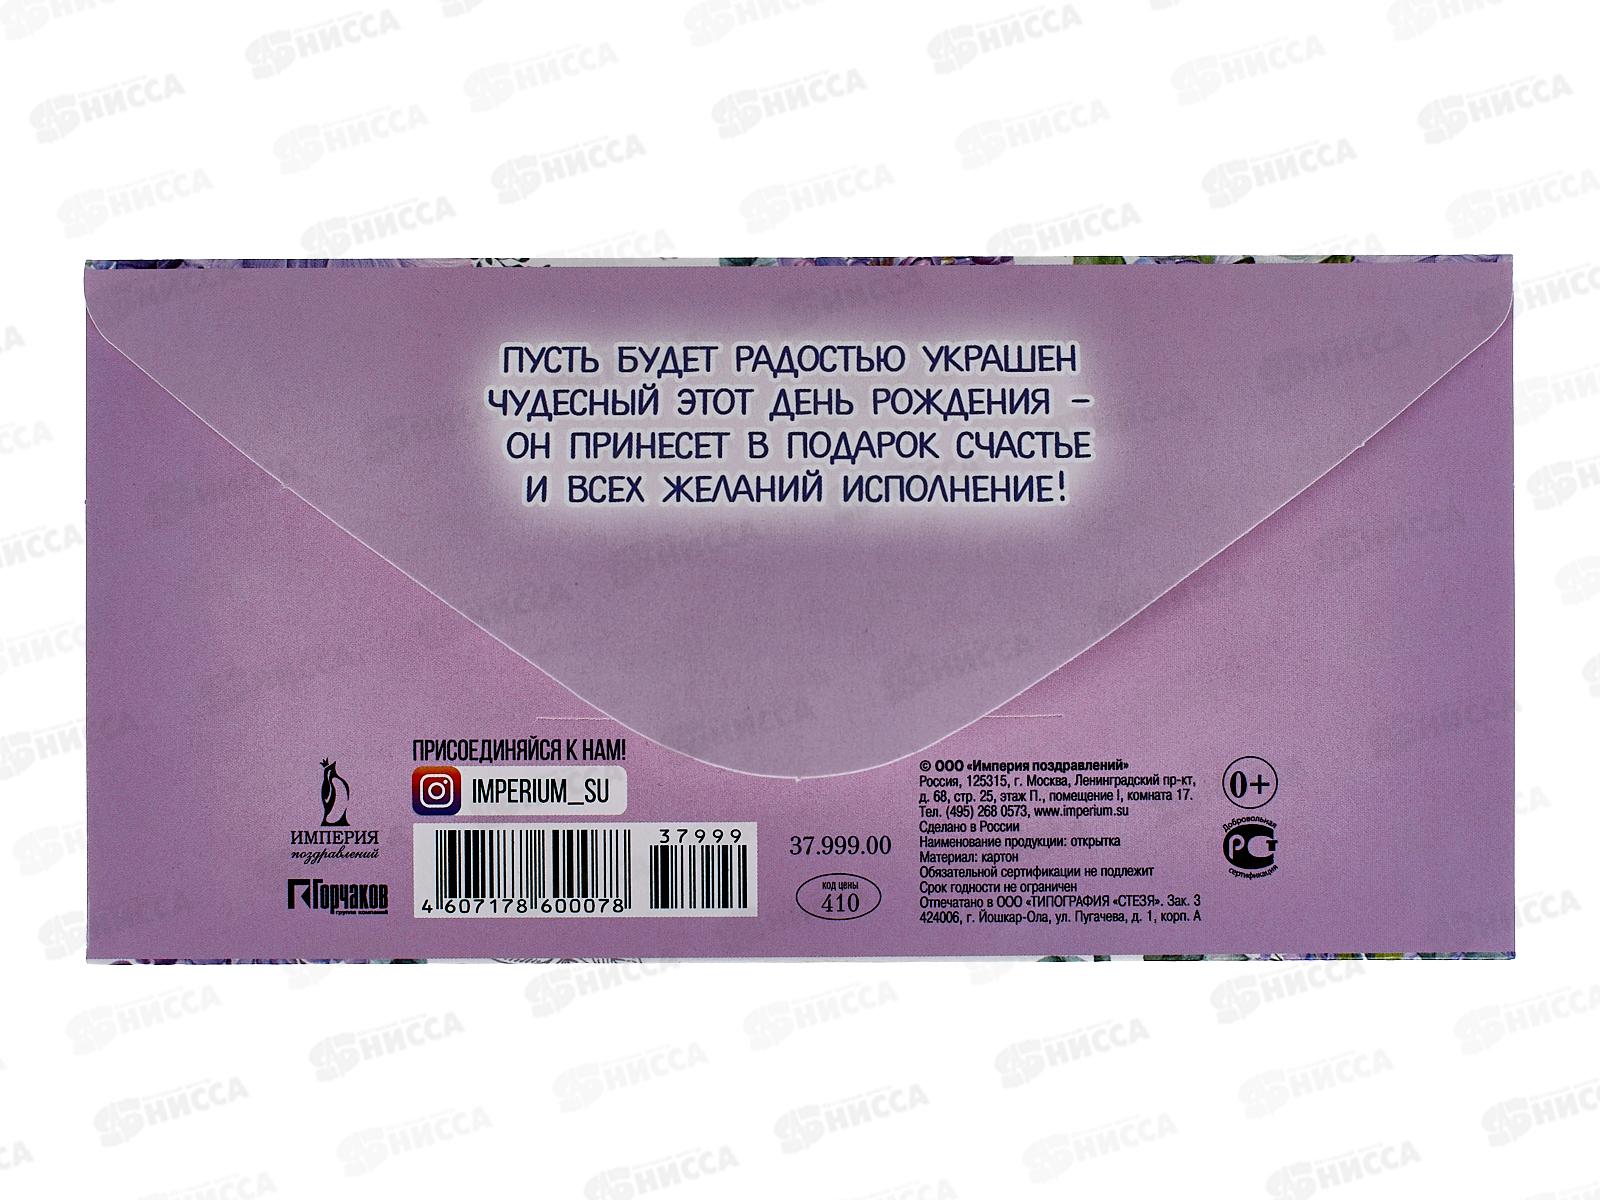 ПУСТЬ БУДЕТ РАДОСТЬЮ УКРАШЕН
ЧУДЕСНЫЙ ЭТОТ ДЕНЬ РОЖДЕНИЯ –
ОН ПРИНЕСЕТ В ПОДАРОК СЧАСТЬЕ
И ВСЕХ ЖЕЛАНИЙ ИСПОЛНЕНИЕ!
ПРИСОЕДИНЯЙСЯ К НАМ!
IMPERIUM_SU
ИМПЕРИЯ
поздравлений
Горчаков
группа компаний
37999
4 607178 600078
37.999.00
код цены
410
© ООО «Империя поздравлений»
Россия, 125315, г. Москва, Ленинградский пр-кт,
д. 68, стр. 25, этаж П., помещение I, комната 17.
Тел. (495) 268 0573, www.imperium.su
Сделано в России
Наименование продукции: открытка
Материал: картон
Обязательной сертификации не подлежит
Срок годности не ограничен
Отпечатано в ООО «ТИПОГРАФИЯ «СТЕЗЯ». Зак. 3
424006, г. Йошкар-Ола, ул. Пугачева, д. 1, корп. А
0+
Добровольная
РСТ
сертификация
НИССА